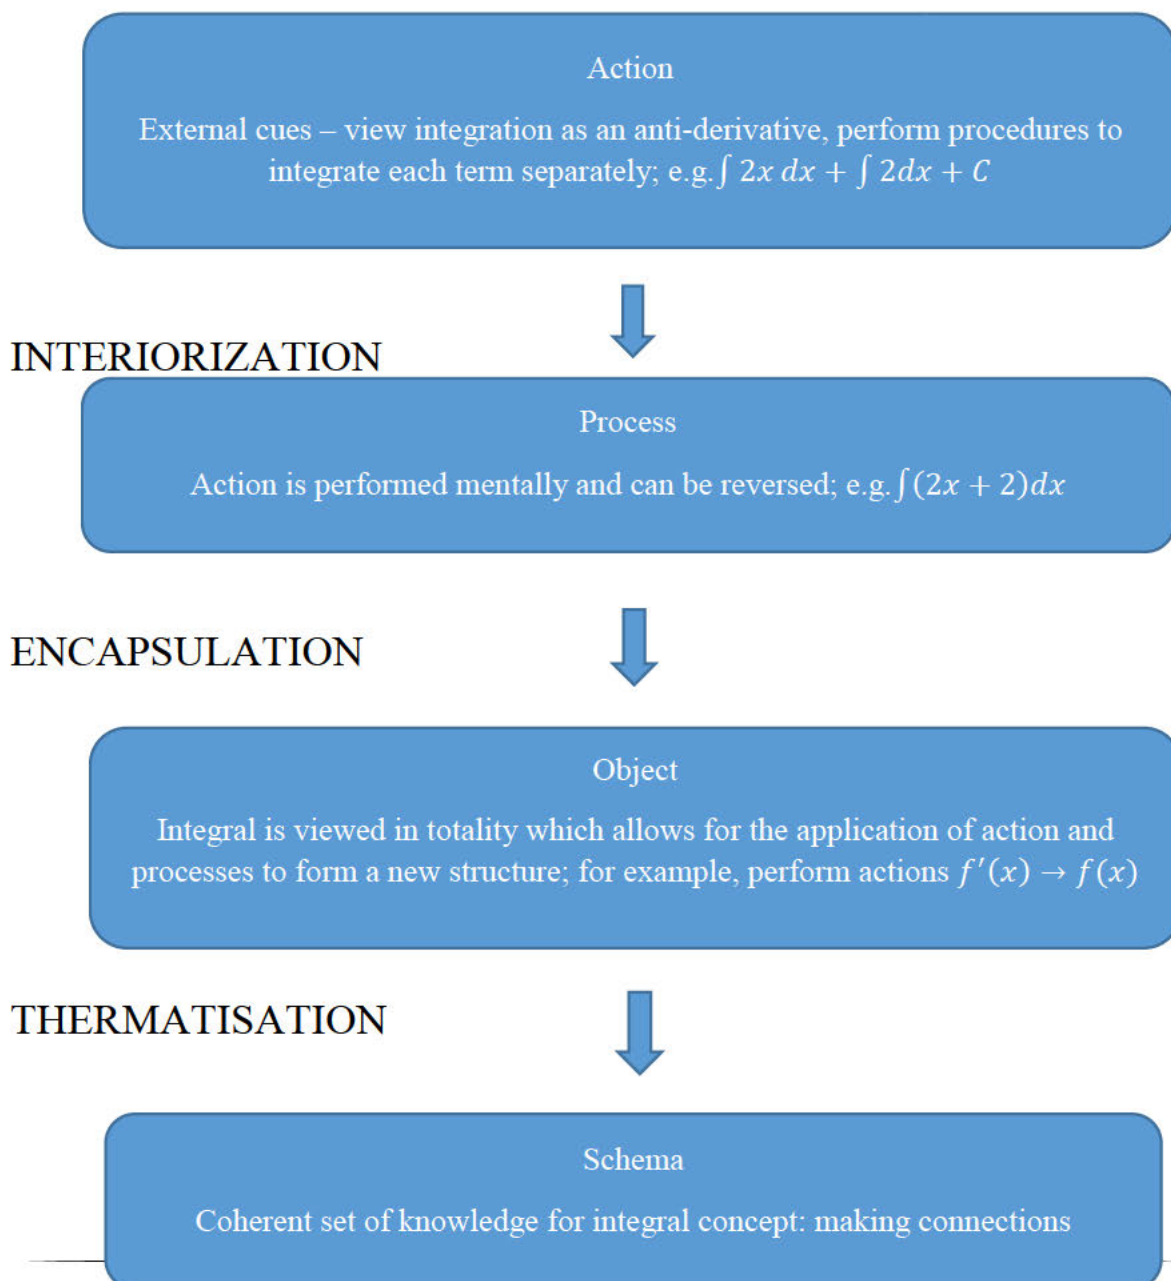 Action
External cues – view integration as an anti-derivative, perform procedures to
integrate each term separately; e.g.∫ 2x dx + ∫ 2dx + C
INTERIORIZATION
Process
Action is performed mentally and can be reversed; e.g.∫(2x + 2)dx
ENCAPSULATION
Object
Integral is viewed in totality which allows for the application of action and
processes to form a new structure; for example, perform actions f′(x) → f(x)
THERMATISATION
Schema
Coherent set of knowledge for integral concept: making connections